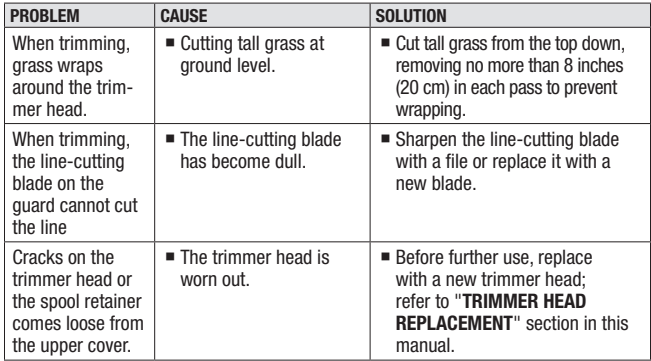 PROBLEM
CAUSE
SOLUTION
When trimming,
grass wraps
around the trim-
mer head.
■ Cutting tall grass at
ground level.
■ Cut tall grass from the top down,
removing no more than 8 inches
(20 cm) in each pass to prevent
wrapping.
When trimming,
the line-cutting
blade on the
guard cannot cut
the line
■ The line-cutting blade
has become dull.
■ Sharpen the line-cutting blade
with a file or replace it with a
new blade.
Cracks on the
trimmer head or
the spool retainer
comes loose from
the upper cover.
■ The trimmer head is
worn out.
■ Before further use, replace
with a new trimmer head;
refer to "TRIMMER HEAD
REPLACEMENT" section in this
manual.